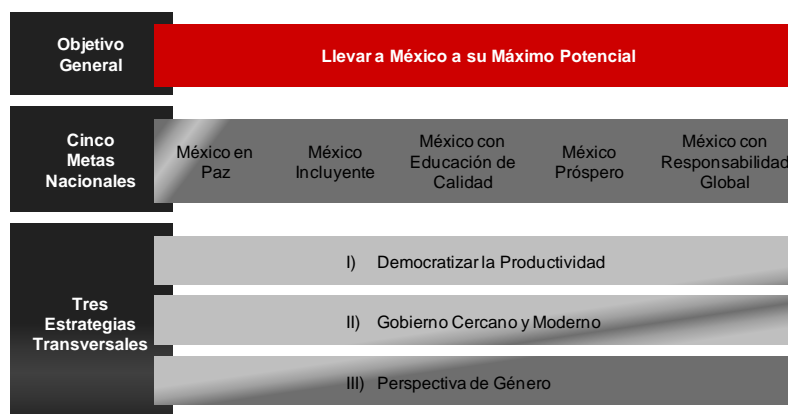 Objetivo
General
Llevar a México a su Máximo Potencial
Cinco
Metas
Nacionales
México en
Paz
México
Incluyente
México con
Educación de
Calidad
México
Próspero
México con
Responsabilidad
Global
Tres
Estrategias
Transversales
I) Democratizar la Productividad
II) Gobierno Cercano y Moderno
III) Perspectiva de Género